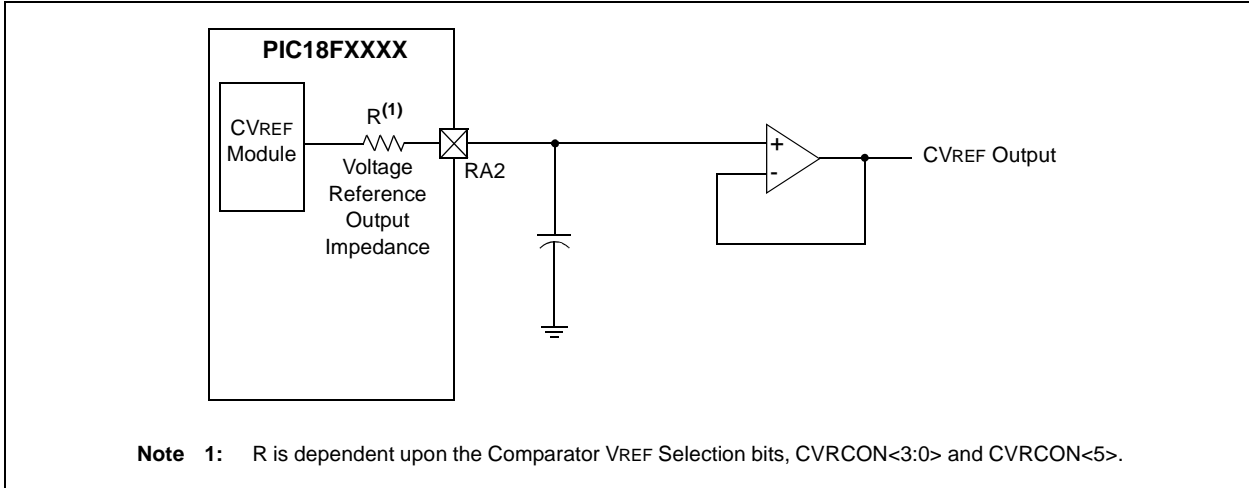 PIC18FXXXX
CVREF
Module
R(1)
Voltage
Reference
Output
Impedance
RA2
+
-
CVREF Output
Note 1: R is dependent upon the Comparator VREF Selection bits, CVRCON<3:0> and CVRCON<5>.